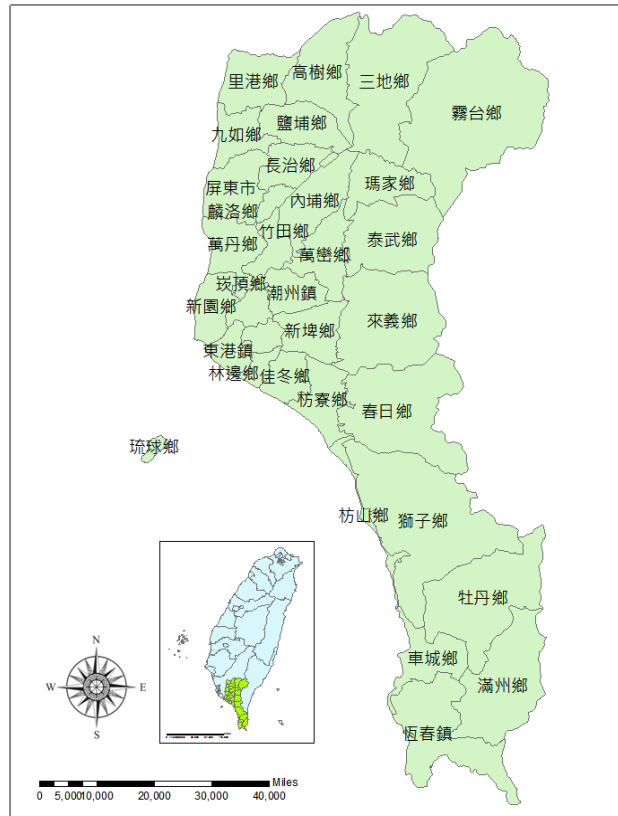 高樹鄉
里港鄉
三地鄉
霧台鄉
鹽埔鄉
九如鄉
長治鄉
屏東市
瑪家鄉
內埔鄉
麟洛鄉
竹田鄉
萬丹鄉
泰武鄉
萬巒鄉
崁頂鄉
潮州鎮
新園鄉
來義鄉
新埤鄉
東港鎮
林邊鄉
佳冬鄉
枋寮鄉
春日鄉
琉球鄉
枋山鄉
獅子鄉
牡丹鄉
車城鄉
滿州鄉
恆春鎮
N
W E
S
Miles
0 5,000 10,000 20,000 30,000 40,000